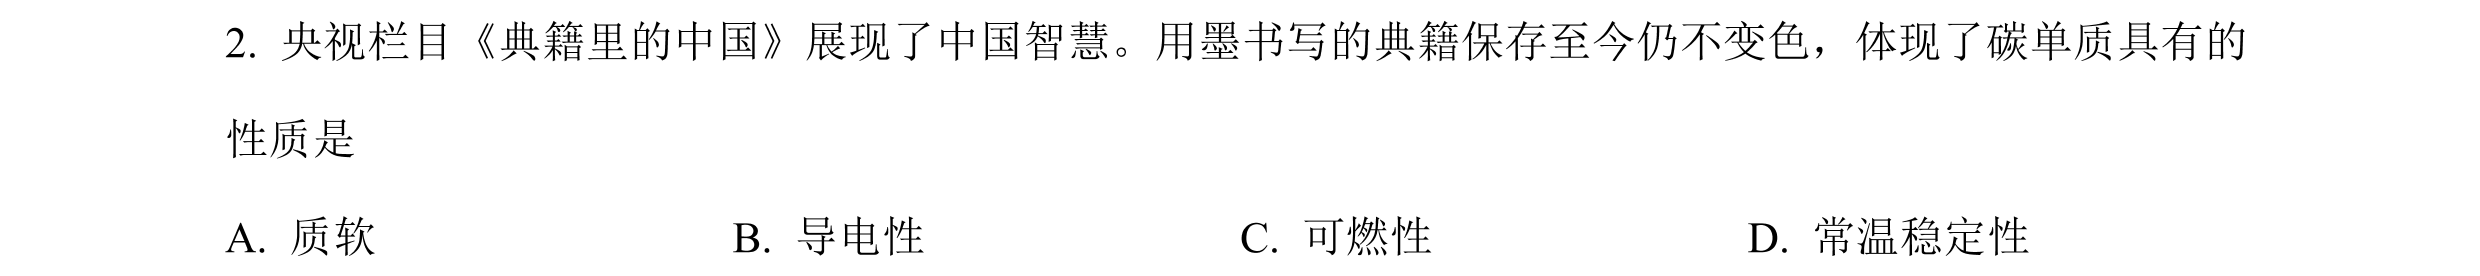 2. 央视栏目《典籍里的中国》展现了中国智慧。用墨书写的典籍保存至今仍不变色，体现了碳单质具有的
性质是
A. 质软 B. 导电性 C. 可燃性 D. 常温稳定性